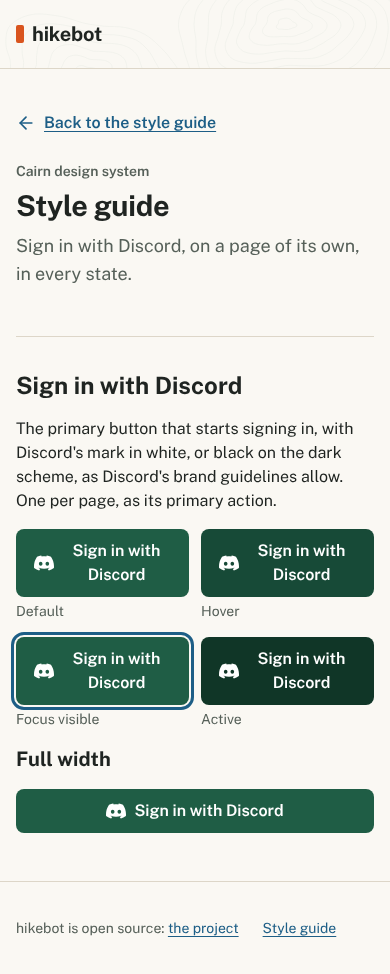 hikebot
Back to the style guide
Cairn design system
Style guide
Sign in with Discord, on a page of its own,
in every state.
Sign in with Discord
The primary button that starts signing in, with
Discord's mark in white, or black on the dark
scheme, as Discord's brand guidelines allow.
One per page, as its primary action.
Sign in with
Discord
Default
Sign in with
Discord
Hover
Sign in with
Discord
Focus visible
Sign in with
Discord
Active
Full width
Sign in with Discord
hikebot is open source: the project Style guide